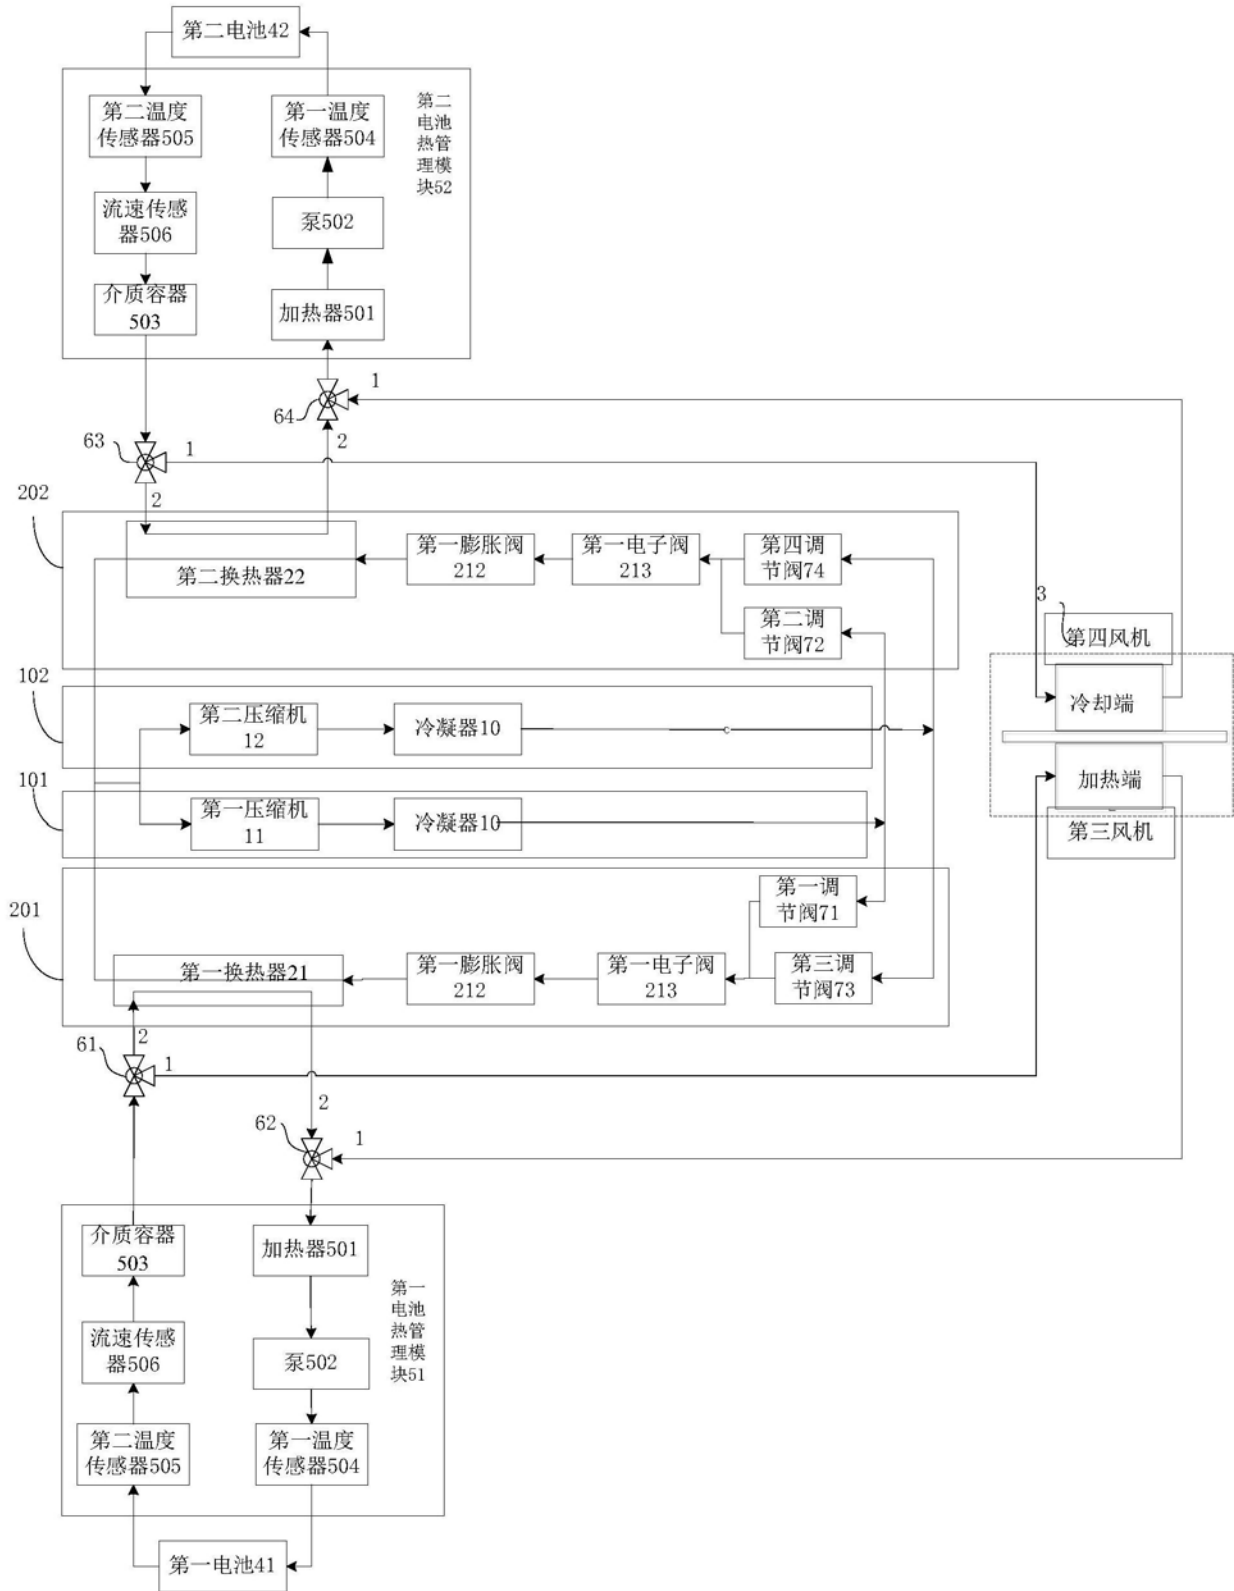 第二电池42
第二温度
传感器505
第一温度
传感器504
第二
电池
热管
理模
块52
流速传感
器506
泵502
介质容器
503
加热器501
1
64
2
63
1
2
202
第二换热器22
第一膨胀阀
212
第一电子阀
213
第四调
节阀74
第二调
节阀72
3
第四风机
冷却端
加热端
第三风机
102
第二压缩机
12
冷凝器10
c
101
第一压缩机
11
冷凝器10
201
第一调
节阀71
第一换热器21
第一膨胀阀
212
第一电子阀
213
第三调
节阀73
2
61
1
2
62
1
介质容器
503
加热器501
第一
电池
热管
理模
块51
流速传感
器506
泵502
第二温度
传感器505
第一温度
传感器504
第一电池41